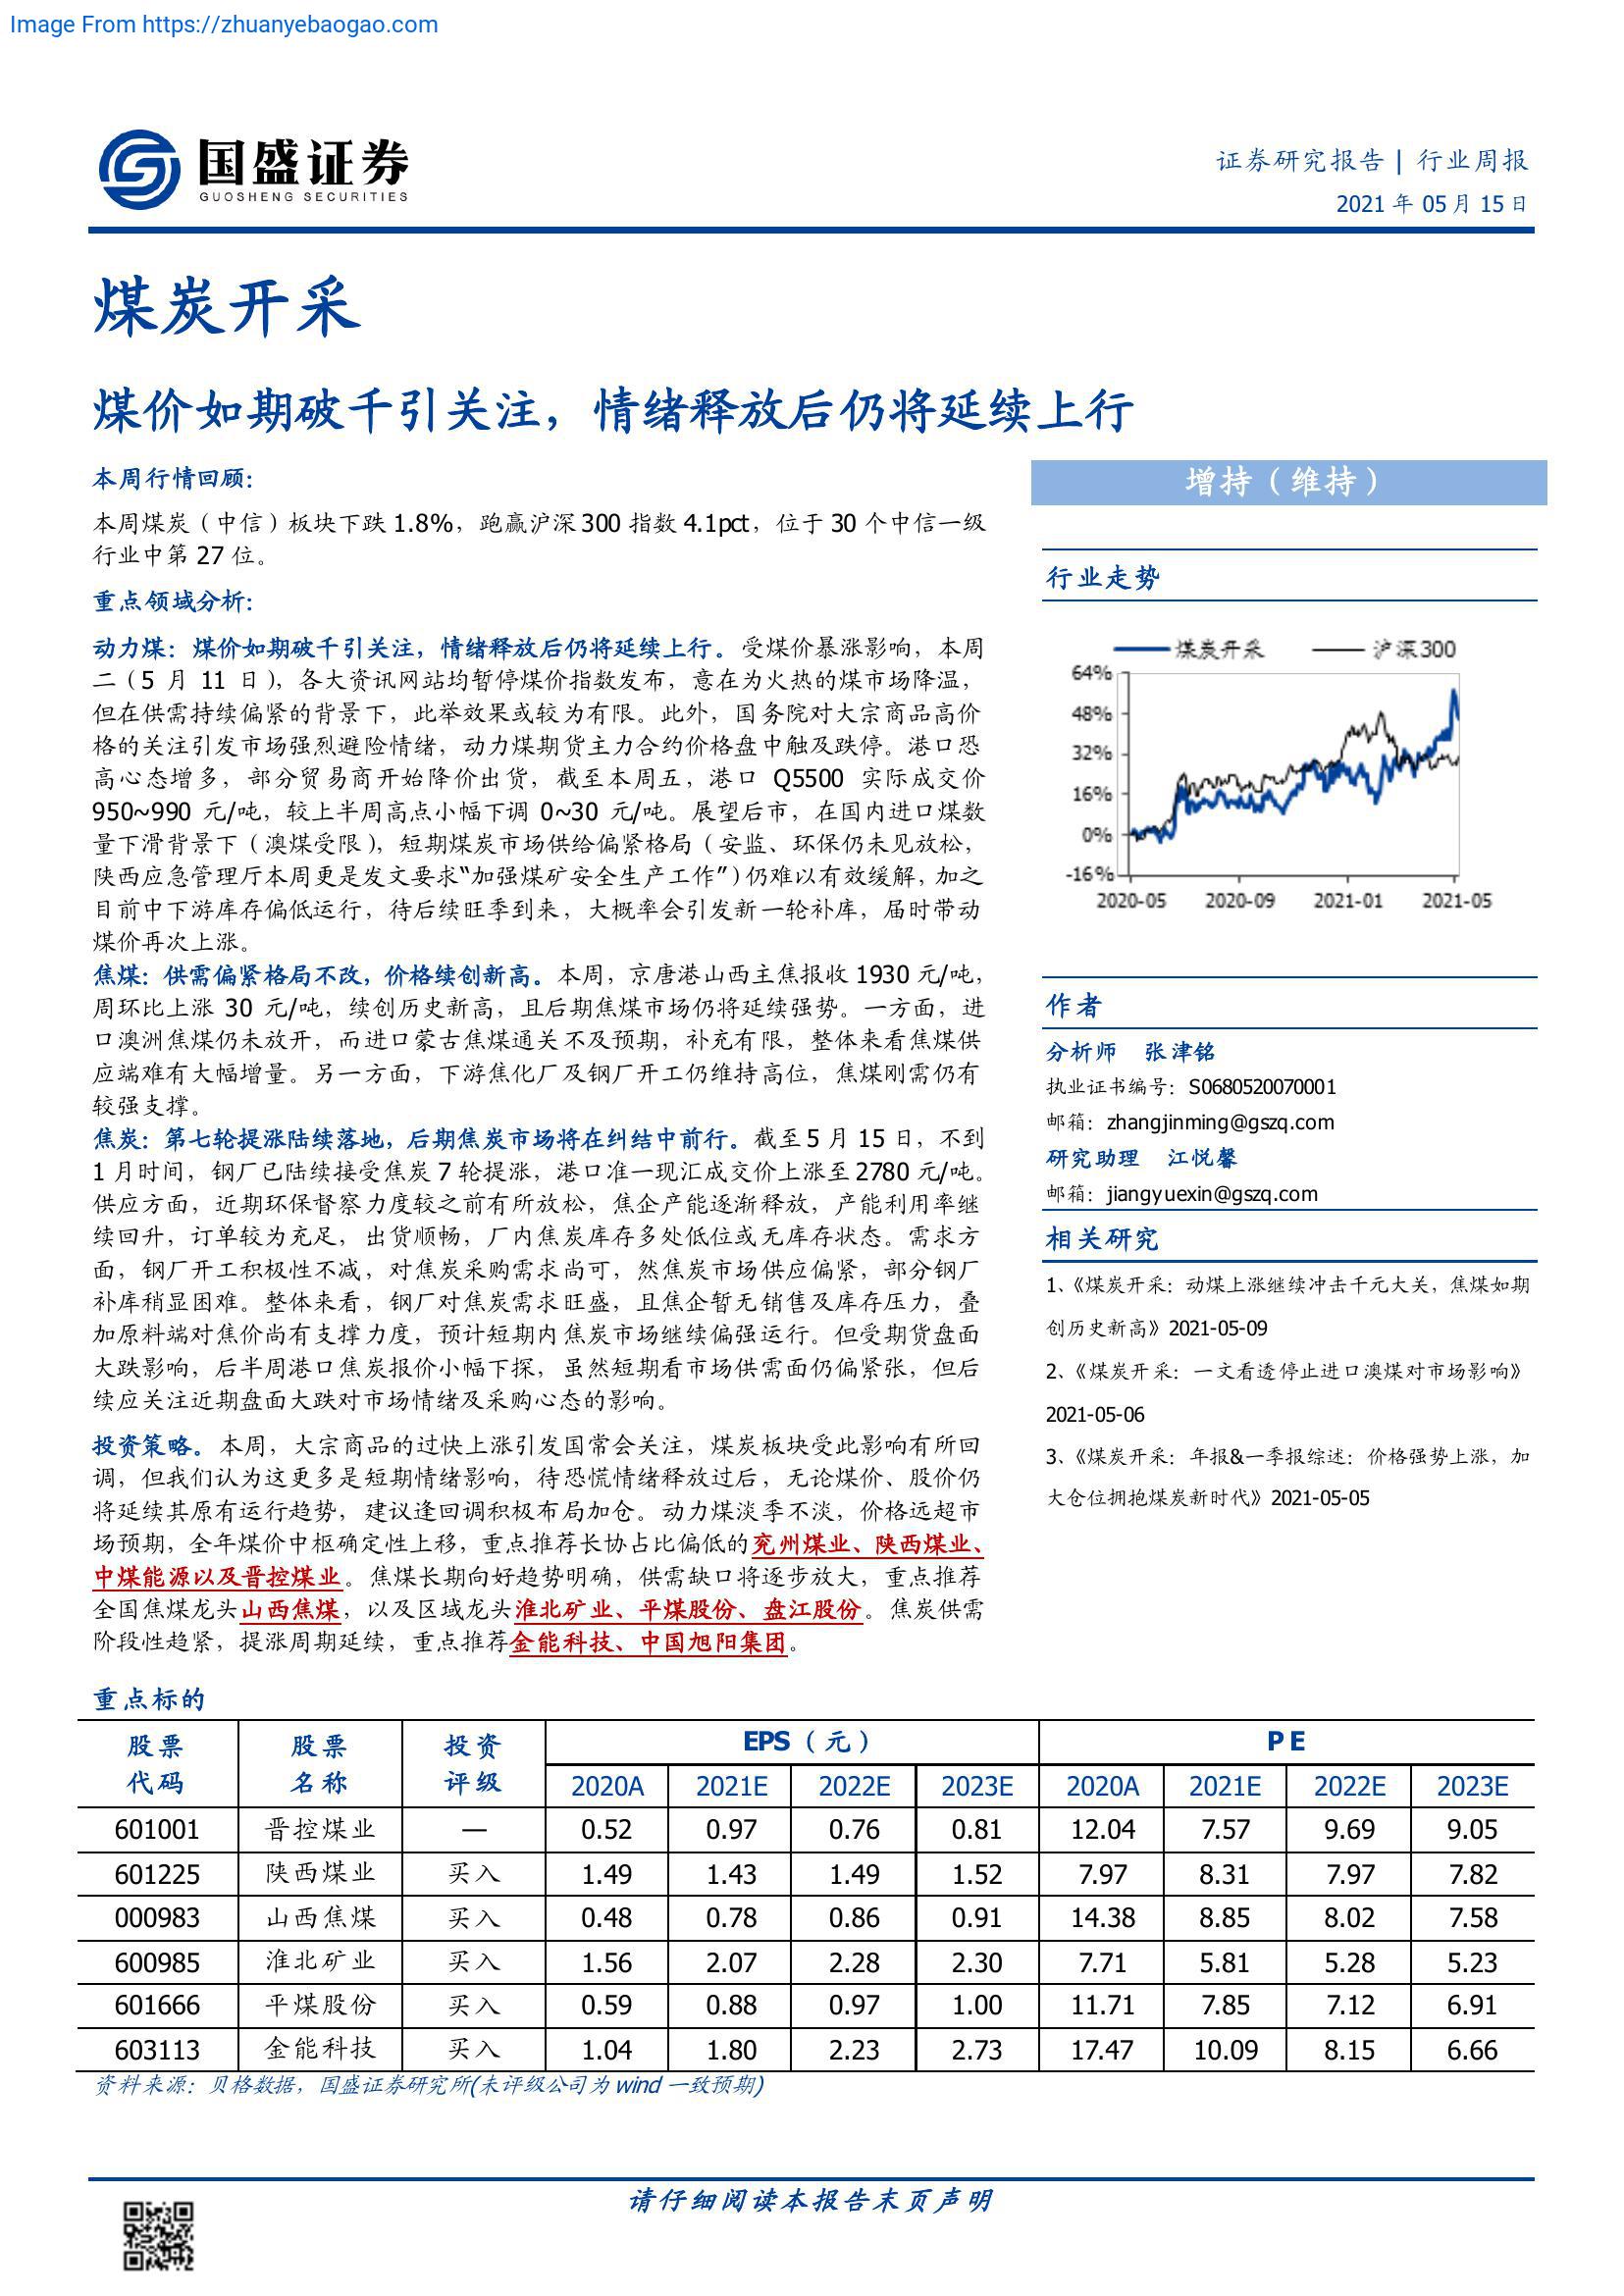 Image From https://zhuanyebaogao.com
国盛证券
GUOSHENG SECURITIES
证券研究报告 | 行业周报
2021 年 05 月 15 日
煤炭开采
煤价如期破千引关注，情绪释放后仍将延续上行
本周行情回顾：
本周煤炭（中信）板块下跌 1.8%，跑赢沪深 300 指数 4.1pct，位于 30 个中信一级
行业中第 27 位。
重点领域分析：
动力煤：煤价如期破千引关注，情绪释放后仍将延续上行。受煤价暴涨影响，本周
二（5 月 11 日），各大资讯网站均暂停煤价指数发布，意在为火热的煤市场降温，
但在供需持续偏紧的背景下，此举效果或较为有限。此外，国务院对大宗商品高价
格的关注引发市场强烈避险情绪，动力煤期货主力合约价格盘中触及跌停。港口恐
高心态增多，部分贸易商开始降价出货，截至本周五，港口 Q5500 实际成交价
950~990 元/吨，较上半周高点小幅下调 0~30 元/吨。展望后市，在国内进口煤数
量下滑背景下（澳煤受限），短期煤炭市场供给偏紧格局（安监、环保仍未见放松，
陕西应急管理厅本周更是发文要求“加强煤矿安全生产工作”）仍难以有效缓解，加之
目前中下游库存偏低运行，待后续旺季到来，大概率会引发新一轮补库，届时带动
煤价再次上涨。
焦煤：供需偏紧格局不改，价格续创新高。本周，京唐港山西主焦报收 1930 元/吨，
周环比上涨 30 元/吨，续创历史新高，且后期焦煤市场仍将延续强势。一方面，进
口澳洲焦煤仍未放开，而进口蒙古焦煤通关不及预期，补充有限，整体来看焦煤供
应端难有大幅增量。另一方面，下游焦化厂及钢厂开工仍维持高位，焦煤刚需仍有
较强支撑。
焦炭：第七轮提涨陆续落地，后期焦炭市场将在纠结中前行。截至 5 月 15 日，不到
1 月时间，钢厂已陆续接受焦炭 7 轮提涨，港口准一现汇成交价上涨至 2780 元/吨。
供应方面，近期环保督察力度较之前有所放松，焦企产能逐渐释放，产能利用率继
续回升，订单较为充足，出货顺畅，厂内焦炭库存多处低位或无库存状态。需求方
面，钢厂开工积极性不减，对焦炭采购需求尚可，然焦炭市场供应偏紧，部分钢厂
补库稍显困难。整体来看，钢厂对焦炭需求旺盛，且焦企暂无销售及库存压力，叠
加原料端对焦价尚有支撑力度，预计短期内焦炭市场继续偏强运行。但受期货盘面
大跌影响，后半周港口焦炭报价小幅下探，虽然短期看市场供需面仍偏紧张，但后
续应关注近期盘面大跌对市场情绪及采购心态的影响。
投资策略。本周，大宗商品的过快上涨引发国常会关注，煤炭板块受此影响有所回
调，但我们认为这更多是短期情绪影响，待恐慌情绪释放过后，无论煤价、股价仍
将延续其原有运行趋势，建议逢回调积极布局加仓。动力煤淡季不淡，价格远超市
场预期，全年煤价中枢确定性上移，重点推荐长协占比偏低的兖州煤业、陕西煤业、
中煤能源以及晋控煤业。焦煤长期向好趋势明确，供需缺口将逐步放大，重点推荐
全国焦煤龙头山西焦煤，以及区域龙头淮北矿业、平煤股份、盘江股份。焦炭供需
阶段性趋紧，提涨周期延续，重点推荐金能科技、中国旭阳集团。
增持（维持）
行业走势
煤炭开采 沪深300
64%
48%
32%
16%
0%
-16%
2020-05 2020-09 2021-01 2021-05
作者
分析师 张津铭
执业证书编号：S0680520070001
邮箱：zhangjinming@gszq.com
研究助理 江悦馨
邮箱：jiangyuexin@gszq.com
相关研究
1、《煤炭开采：动煤上涨继续冲击千元大关，焦煤如期
创历史新高》2021-05-09
2、《煤炭开采：一文看透停止进口澳煤对市场影响》
2021-05-06
3、《煤炭开采：年报&一季报综述：价格强势上涨，加
大仓位拥抱煤炭新时代》2021-05-05
重点标的
股票 股票 投资 EPS（元） P E
代码 名称 评级 2020A 2021E 2022E 2023E 2020A 2021E 2022E 2023E
601001 晋控煤业 — 0.52 0.97 0.76 0.81 12.04 7.57 9.69 9.05
601225 陕西煤业 买入 1.49 1.43 1.49 1.52 7.97 8.31 7.97 7.82
000983 山西焦煤 买入 0.48 0.78 0.86 0.91 14.38 8.85 8.02 7.58
600985 淮北矿业 买入 1.56 2.07 2.28 2.30 7.71 5.81 5.28 5.23
601666 平煤股份 买入 0.59 0.88 0.97 1.00 11.71 7.85 7.12 6.91
603113 金能科技 买入 1.04 1.80 2.23 2.73 17.47 10.09 8.15 6.66
资料来源：贝格数据，国盛证券研究所(未评级公司为 wind 一致预期)
请仔细阅读本报告末页声明